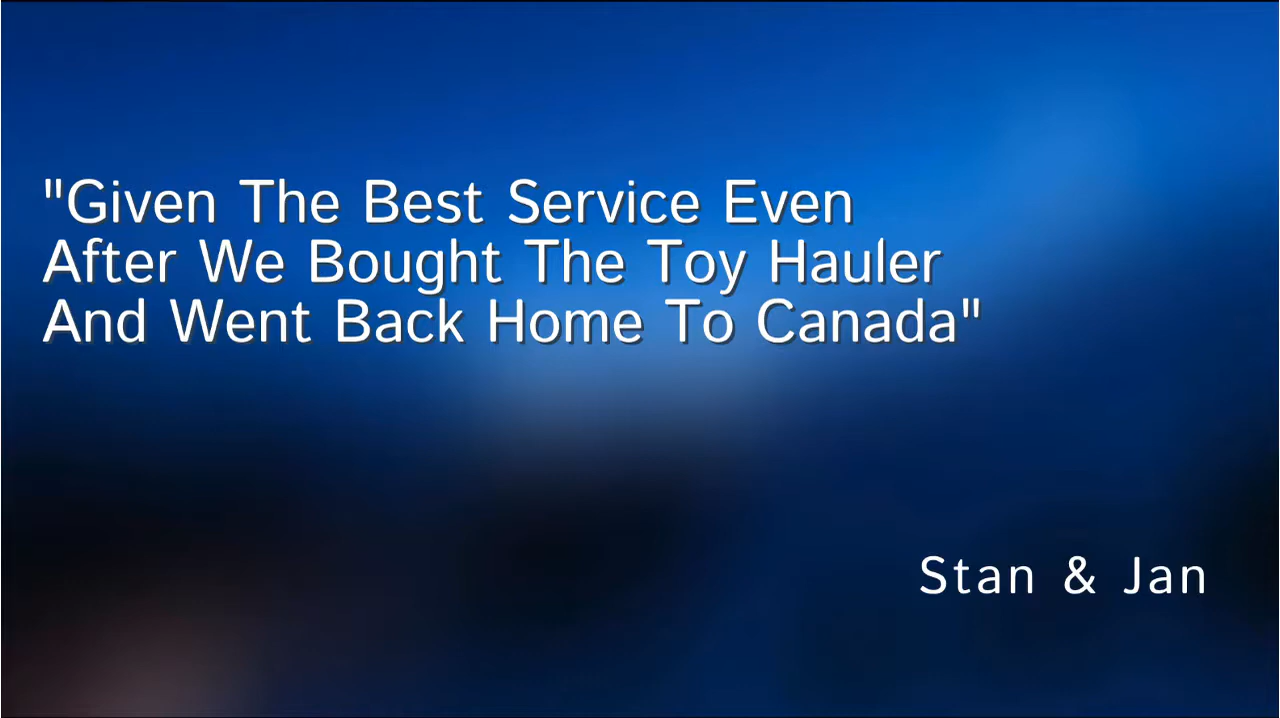 "Given The Best Service Even
After We Bought The Toy Hauler
And Went Back Home To Canada"
Stan & Jan